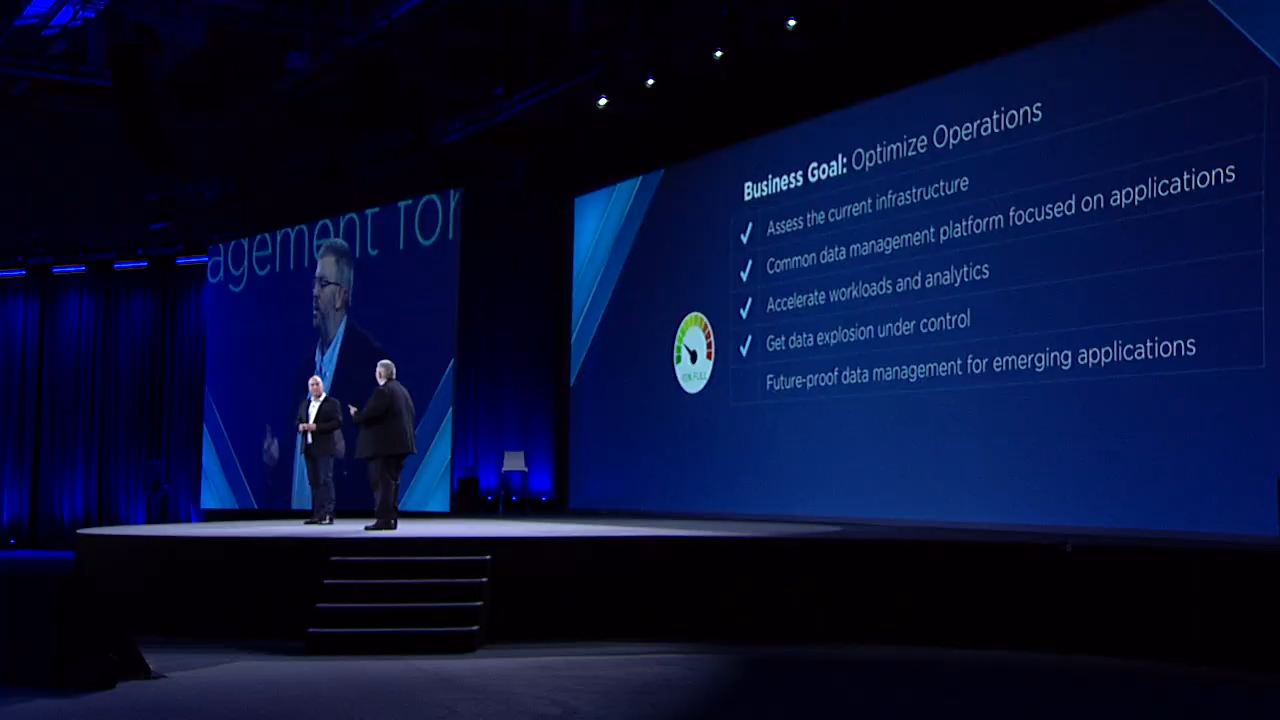 agement for
Business Goal: Optimize Operations
Assess the current infrastructure
Common data management platform focused on applications
Accelerate workloads and analytics
Get data explosion under control
Future-proof data management for emerging applications